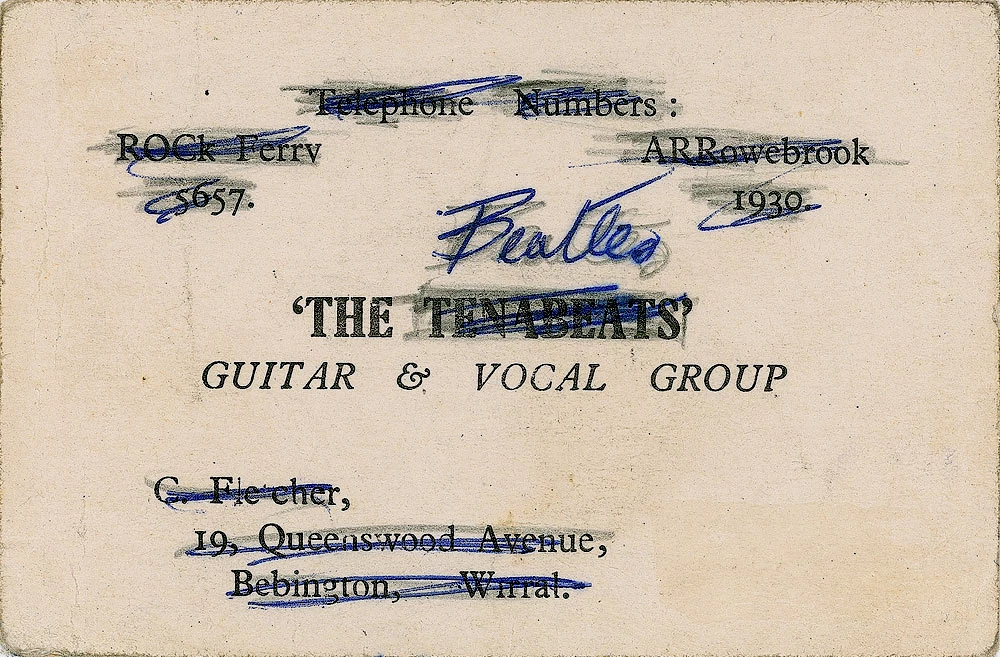 Telephone Numbers:
ROCk Ferry ARRowebrook
5657. 1930.
Beatles
'THE TENABEATS'
GUITAR & VOCAL GROUP
C. Fletcher,
19, Queenswood Avenue,
Bebington, Wirral.